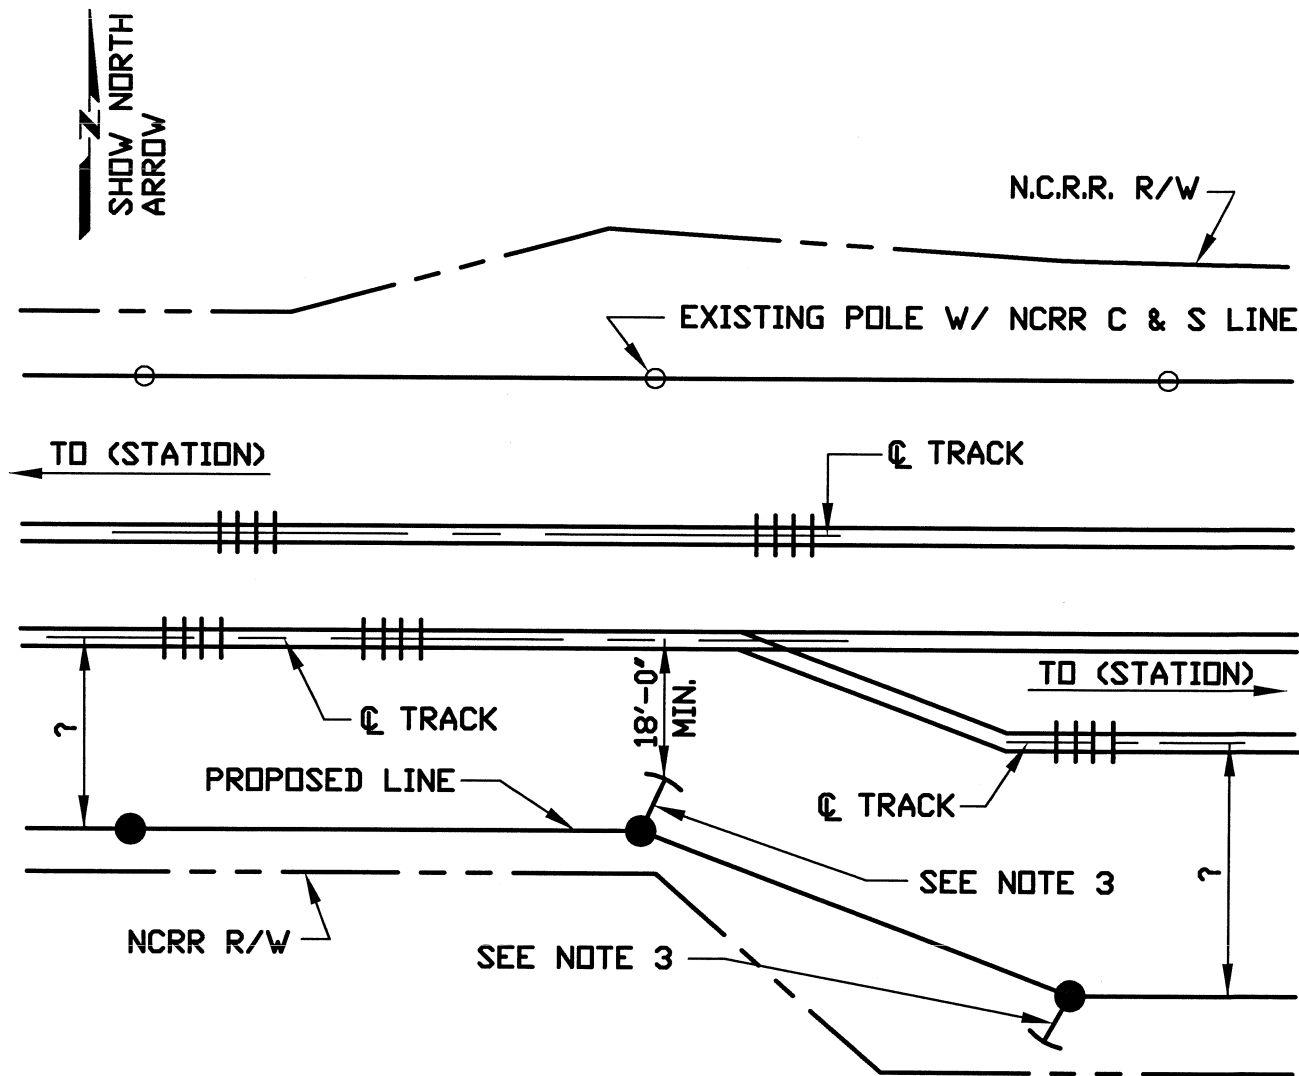 SHOW NORTH
ARROW
N
N.C.R.R. R/W
EXISTING POLE W/ NCRR C & S LINE
TO (STATION)
℄ TRACK
TO (STATION)
18'-0"
MIN.
?
℄ TRACK
PROPOSED LINE
℄ TRACK
SEE NOTE 3
?
NCRR R/W
SEE NOTE 3